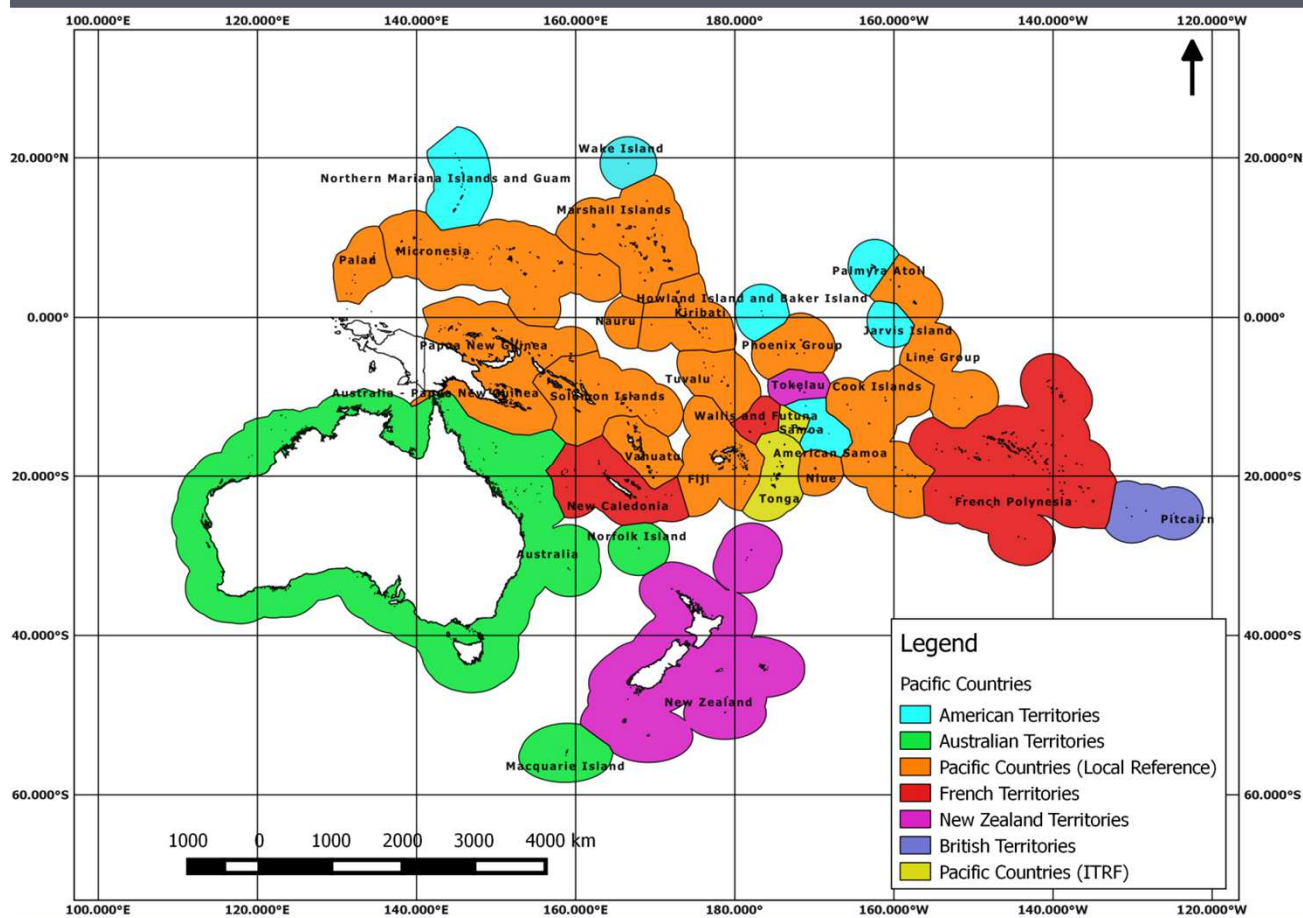 100.000°E 120.000°E 140.000°E 160.000°E 180.000°W 160.000°W 140.000°W 120.000°W
Wake Island
20.000°N 20.000°N
Northern Mariana Islands and Guam
Marshall Islands
Micronesia
Palau
Palmyra Atoll
Howland Island and Baker Island
Kiribati
0.000° 0.000°
Nauru
Jarvis Island
Papua New Guinea
Phoenix Group
Line Group
Tuvalu
Tokelau
Cook Islands
Australia - Papua New Guinea
Solomon Islands
Wallis and Futuna
Samoa
American Samoa
Vanuatu
20.000°S 20.000°S
Fiji
Niue
Tonga
New Caledonia
French Polynesia
Pitcairn
Norfolk Island
Australia
40.000°S 40.000°S
New Zealand
Macquarie Island
60.000°S 60.000°S
Legend
Pacific Countries
American Territories
Australian Territories
Pacific Countries (Local Reference)
French Territories
New Zealand Territories
British Territories
Pacific Countries (ITRF)
1000 0 1000 2000 3000 4000 km
100.000°E 120.000°E 140.000°E 160.000°E 180.000°W 160.000°W 140.000°W 120.000°W